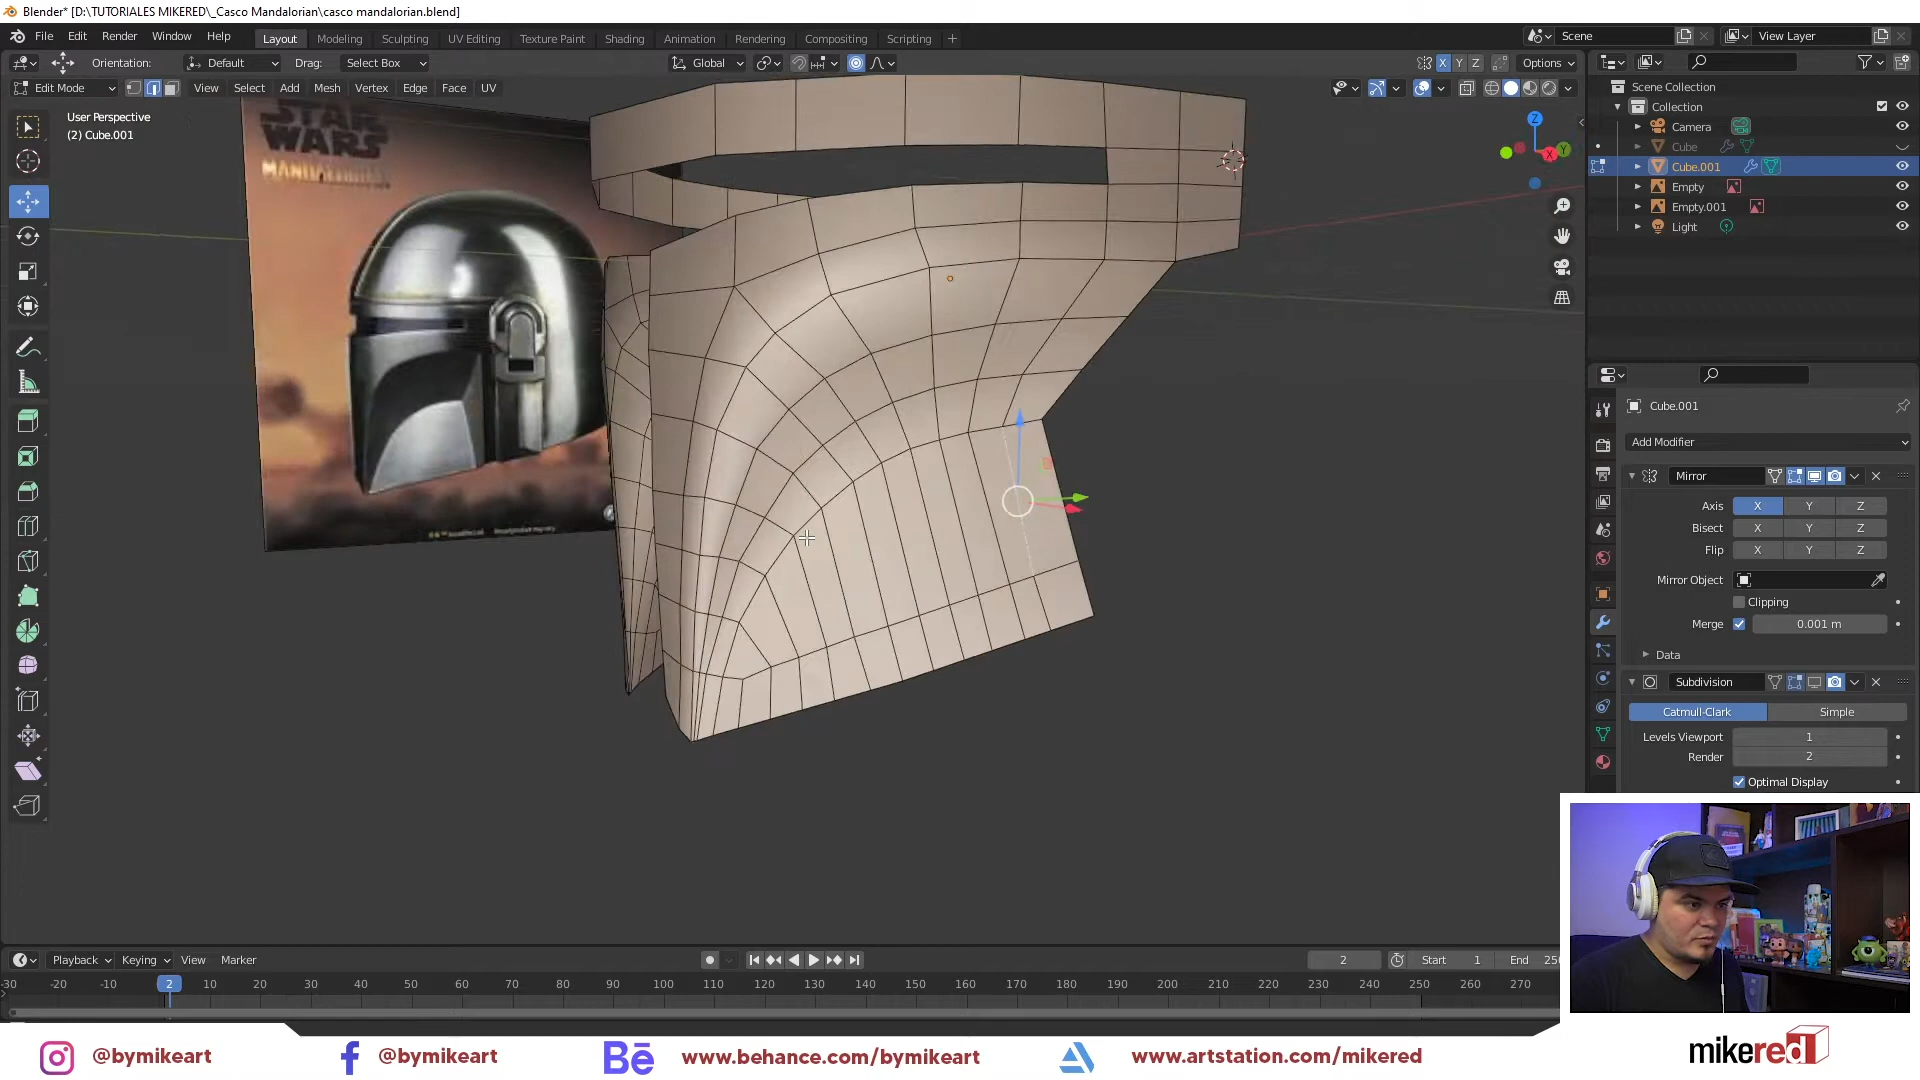 Blender* [D:\TUTORIALES MIKERED\_Casco Mandalorian\casco mandalorian.blend]
File Edit Render Window Help Layout Modeling Sculpting UV Editing Texture Paint Shading Animation Rendering Compositing Scripting + Scene View Layer
Orientation: Default Drag: Select Box Global X Y Z Options
Edit Mode View Select Add Mesh Vertex Edge Face UV
User Perspective
(2) Cube.001
STAR
WARS
MANDALORIAN
Z
X
Y
Scene Collection
Collection
Camera
Cube
Cube.001
Empty
Empty.001
Light
Cube.001
Add Modifier
Mirror
Axis X Y Z
Bisect X Y Z
Flip X Y Z
Mirror Object
Clipping
Merge 0.001 m
Data
Subdivision
Catmull-Clark Simple
Levels Viewport 1
Render 2
Optimal Display
Playback Keying View Marker 2 Start 1 End 25
-30 -20 -10 2 10 20 30 40 50 60 70 80 90 100 110 120 130 140 150 160 170 180 190 200 210 220 230 240 250 260 270
@bymikeart @bymikeart Bē www.behance.com/bymikeart www.artstation.com/mikered mikered